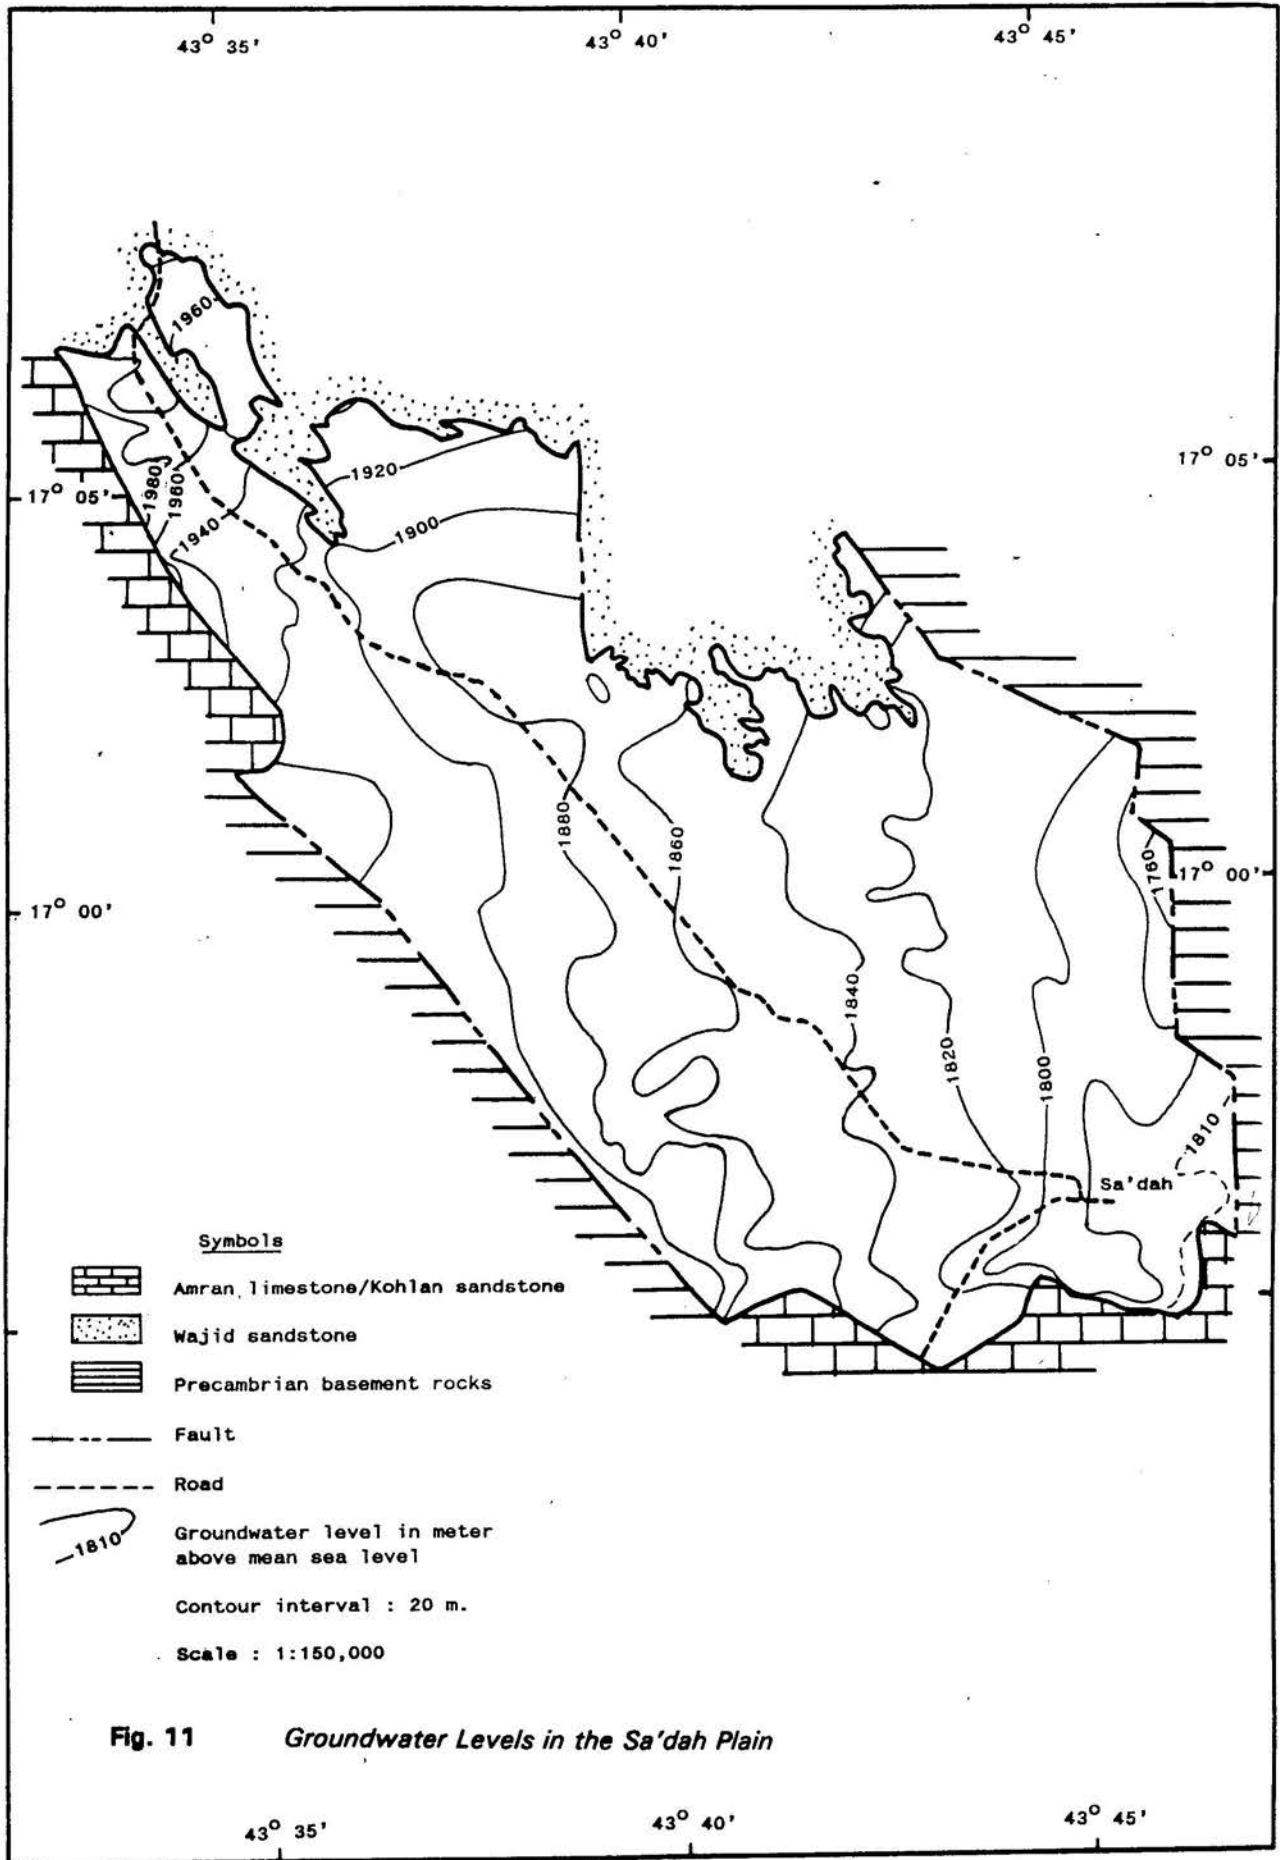 43° 35'
43° 40'
43° 45'
1960
17° 05'
1920
17° 05'
1980
1960
1940
1900
1880
1860
1760
17° 00'
17° 00'
1840
1820
1800
1810
Sa'dah
Symbols
Amran limestone/Kohlan sandstone
Wajid sandstone
Precambrian basement rocks
Fault
Road
1810
Groundwater level in meter
above mean sea level
Contour interval : 20 m.
Scale : 1:150,000
Fig. 11 Groundwater Levels in the Sa'dah Plain
43° 35'
43° 40'
43° 45'